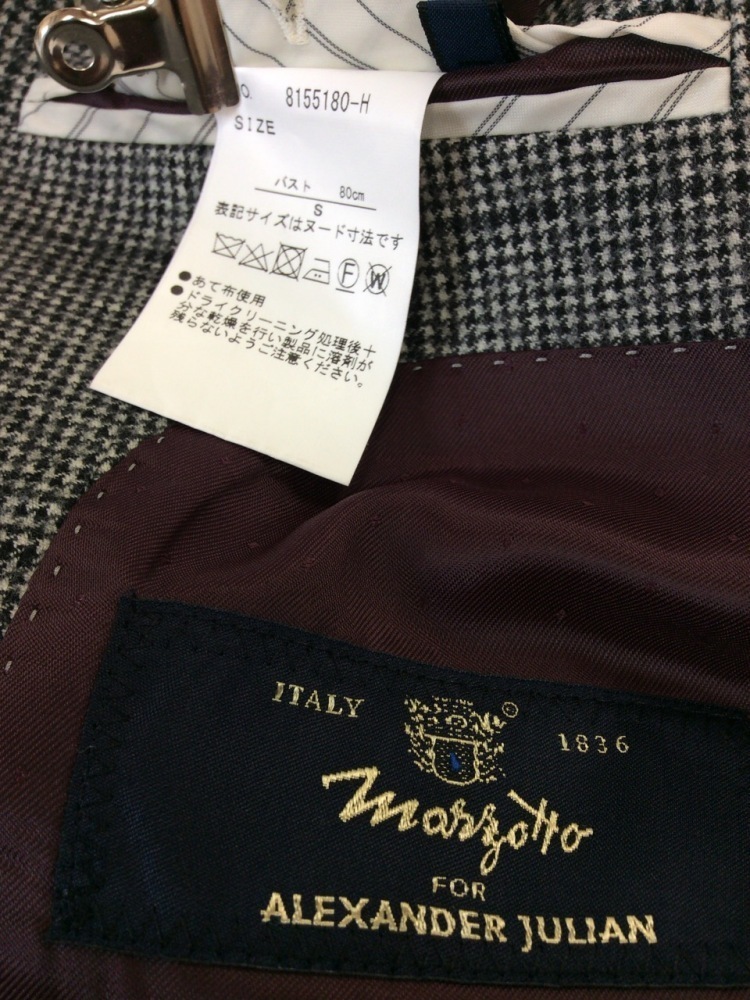 O. 8155180-H
SIZE
バスト 80cm
S
表記サイズはヌード寸法です
F W
●あて布使用
●ドライクリーニング処理後十
分な乾燥を行い製品に溶剤が
残らないようご注意ください。
ITALY ® 1836
Marzotto
FOR
ALEXANDER JULIAN